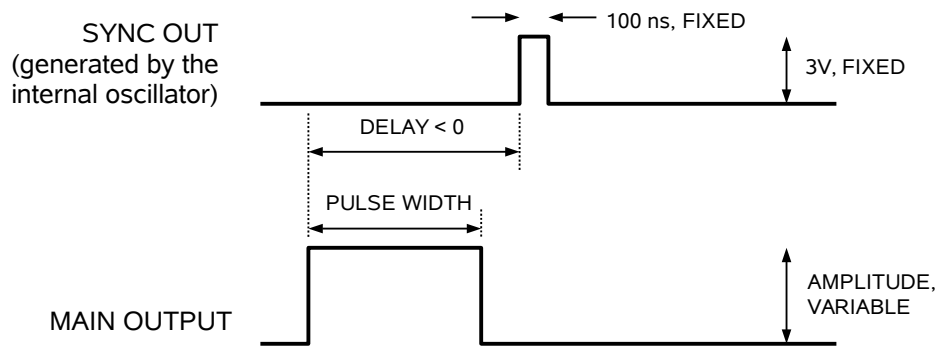 SYNC OUT
(generated by the
internal oscillator)
100 ns, FIXED
3V, FIXED
DELAY < 0
PULSE WIDTH
MAIN OUTPUT
AMPLITUDE,
VARIABLE